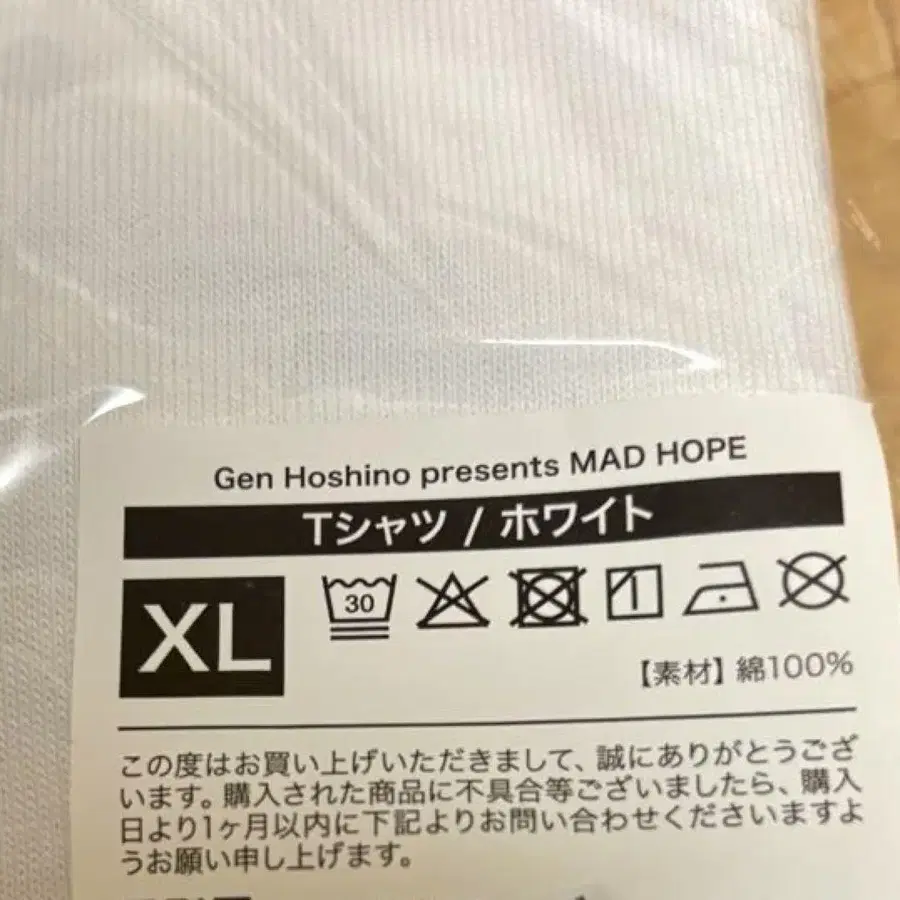 Gen Hoshino presents MAD HOPE
Tシャツ / ホワイト
XL
30
【素材】綿100%
この度はお買い上げいただきまして、誠にありがとうござ
います。購入された商品に不具合等ございましたら、購入
日より1ヶ月以内に下記よりお問い合わせくださいますよ
うお願い申し上げます。